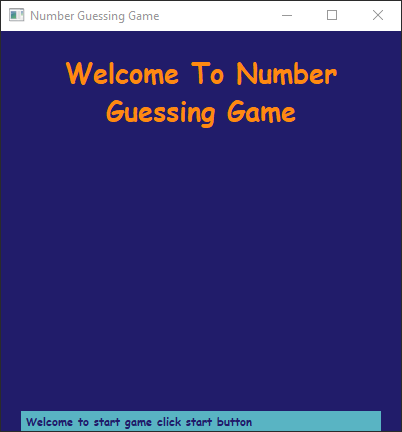 Number Guessing Game
Welcome To Number
Guessing Game
Welcome to start game click start button